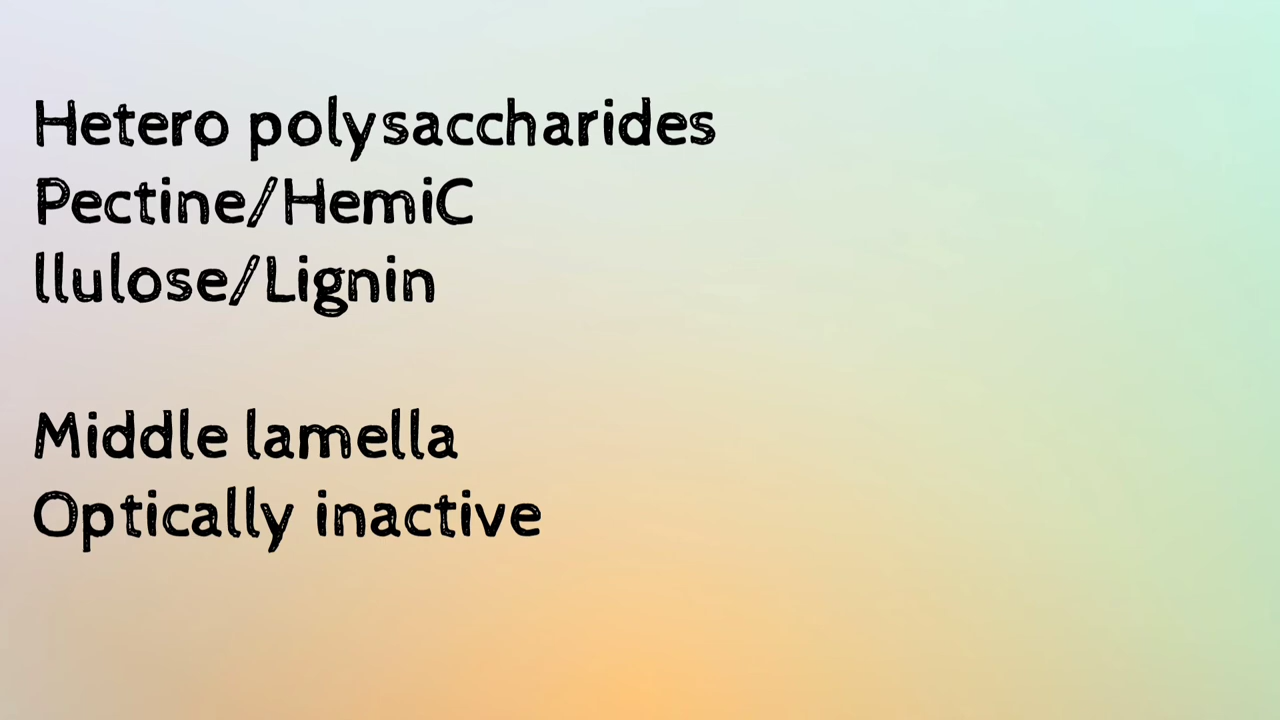 Hetero polysaccharides
Pectine/HemiC
llulose/Lignin
Middle lamella
Optically inactive